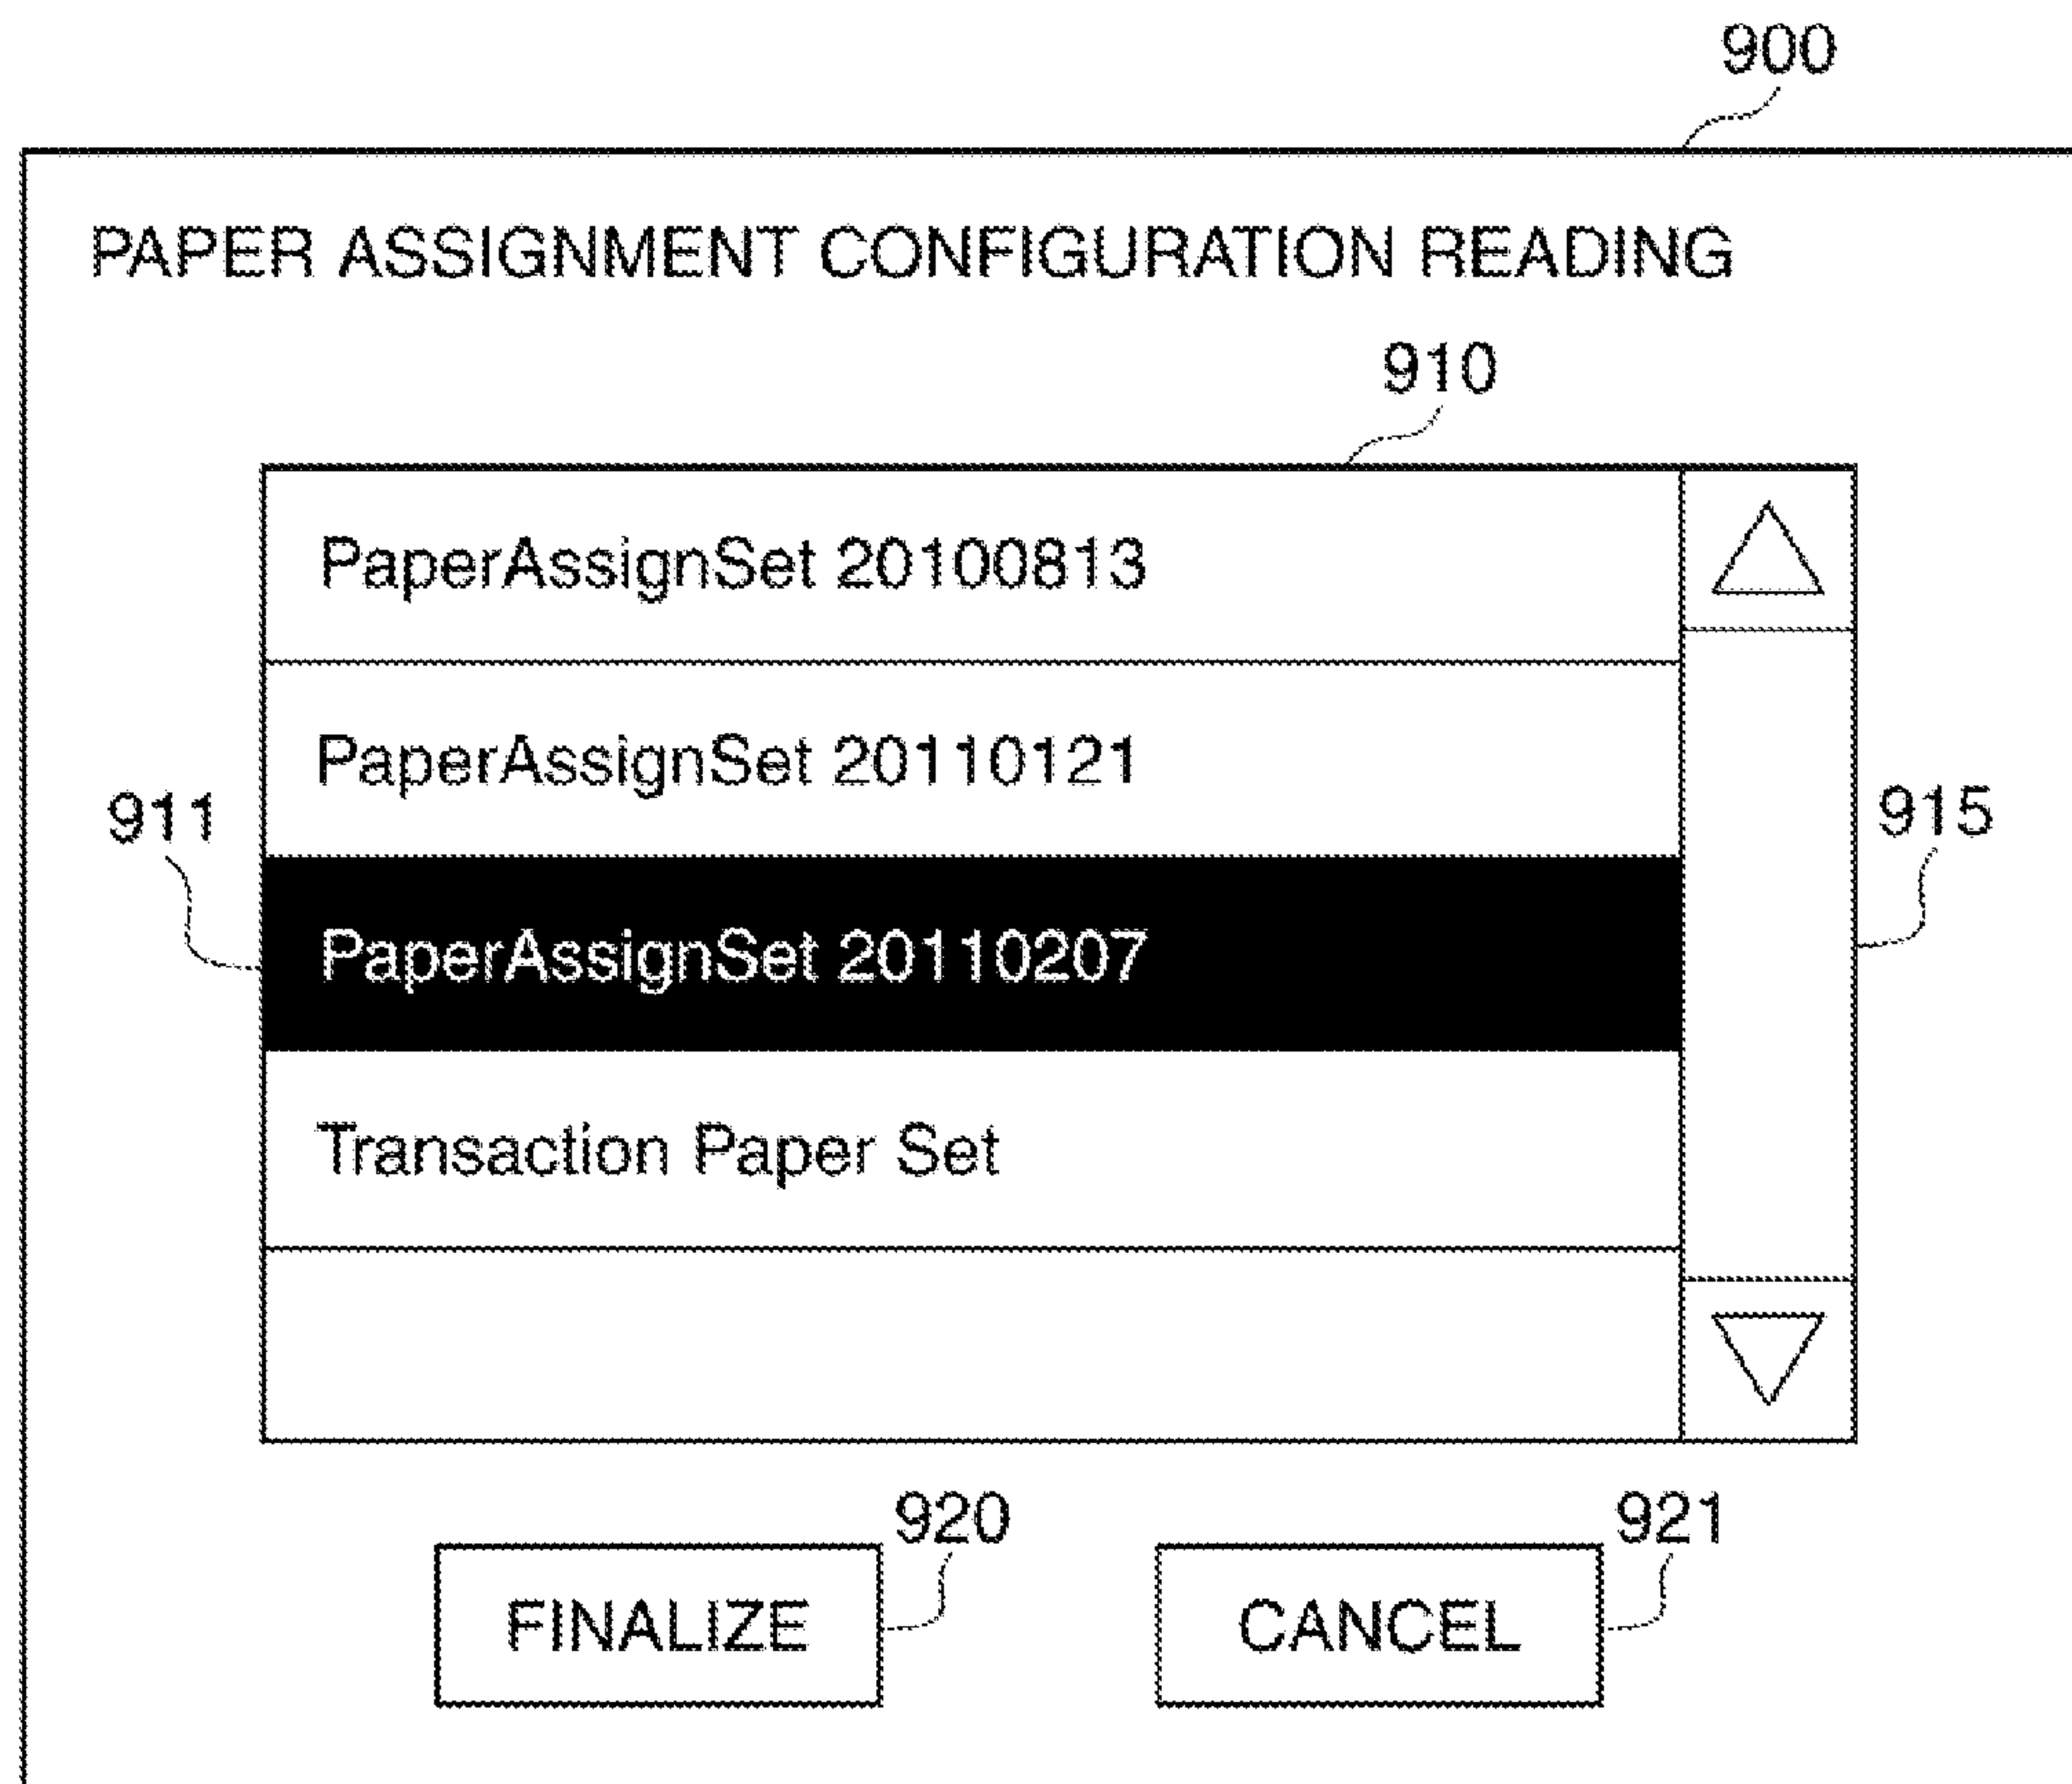 900
PAPER ASSIGNMENT CONFIGURATION READING
910
PaperAssignSet 20100813
PaperAssignSet 20110121
911
915
PaperAssignSet 20110207
Transaction Paper Set
920
921
FINALIZE
CANCEL